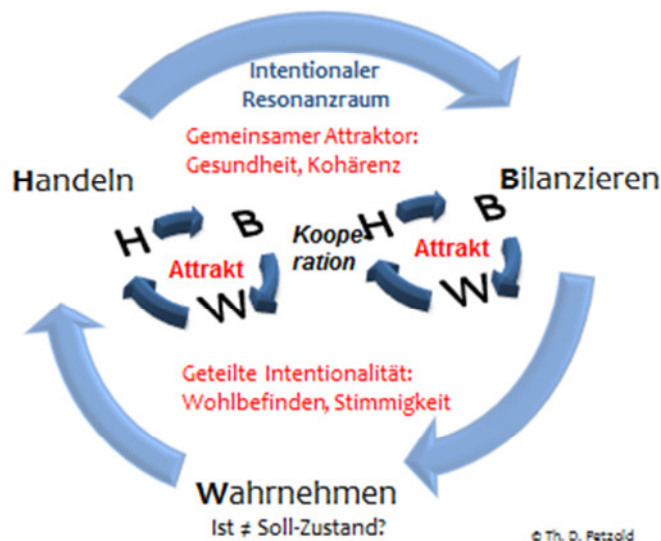 Intentionaler
Resonanzraum
Gemeinsamer Attraktor:
Gesundheit, Kohärenz
Handeln
Bilanzieren
H B
Attrakt
W
Koope-
ration
H B
Attrakt
W
Geteilte Intentionalität:
Wohlbefinden, Stimmigkeit
Wahrnehmen
Ist ≠ Soll-Zustand?
© Th. D. Petzold